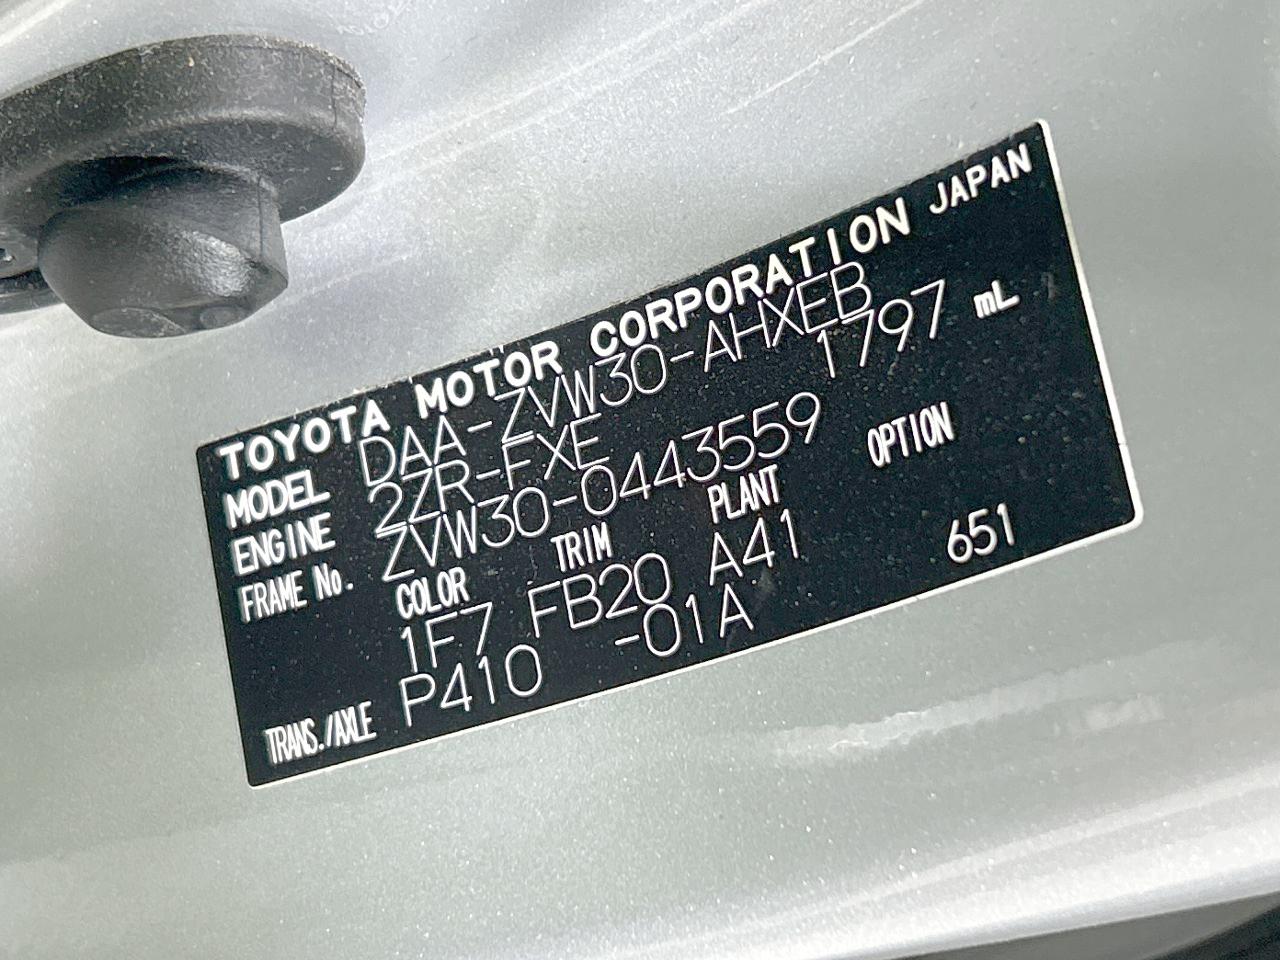 TOYOTA MOTOR CORPORATION JAPAN
MODEL DAA-ZVW30-AHXEB
ENGINE 2ZR-FXE 1797 mL
FRAME No. ZVW30-0443559
COLOR TRIM PLANT OPTION
1F7 FB20 A41 651
TRANS./AXLE P410 -01A